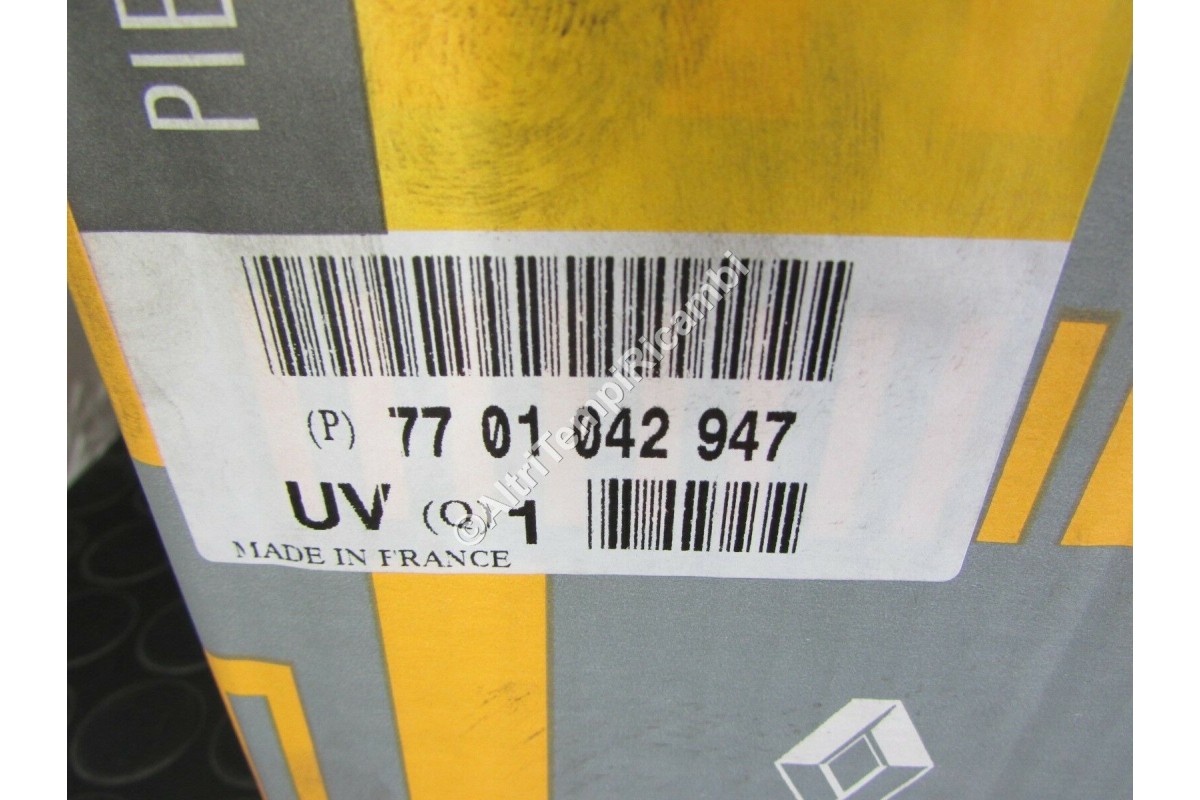 PIE
(P) 77 01 042 947
UV (Q) 1
MADE IN FRANCE
©AltriTempiRicambi